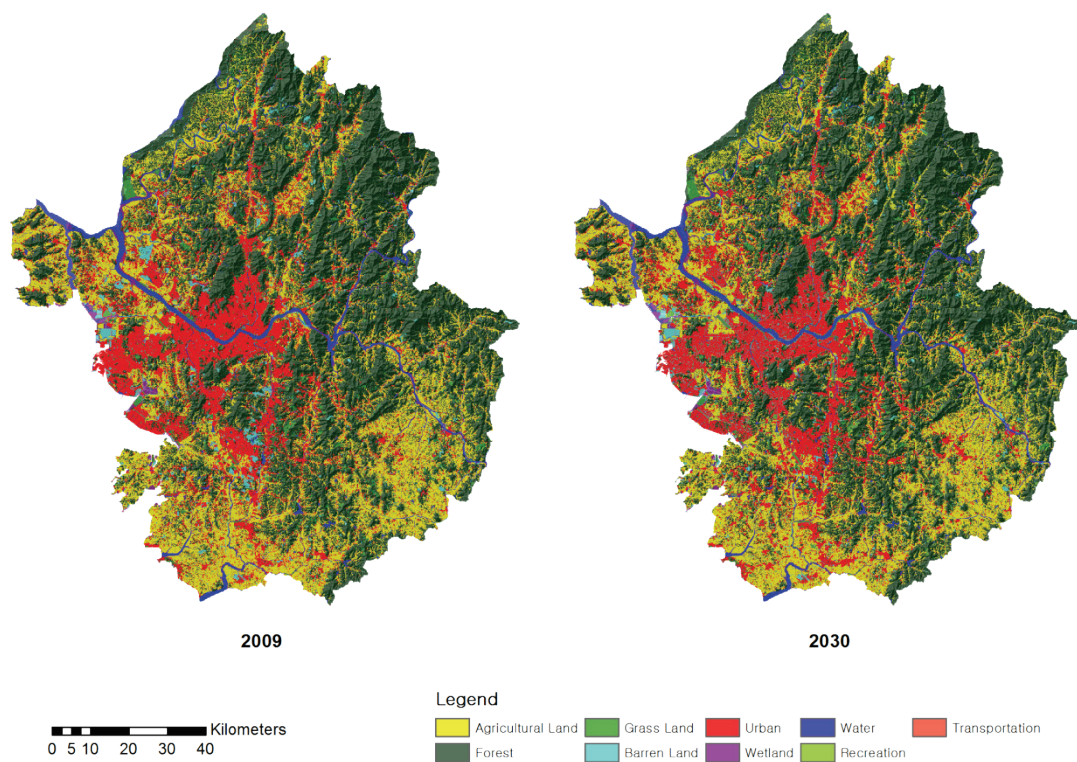 2009
2030
Legend
Kilometers
0 5 10 20 30 40
Agricultural Land Grass Land Urban Water Transportation
Forest Barren Land Wetland Recreation